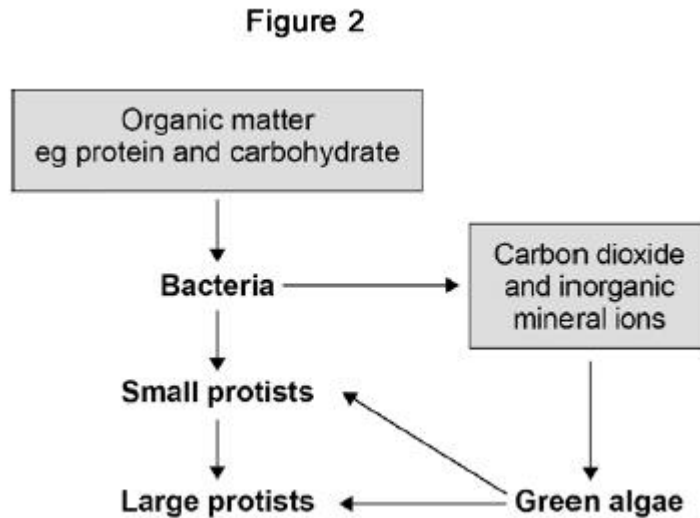 Figure 2
Organic matter
eg protein and carbohydrate
Bacteria
Carbon dioxide
and inorganic
mineral ions
Small protists
Large protists
Green algae